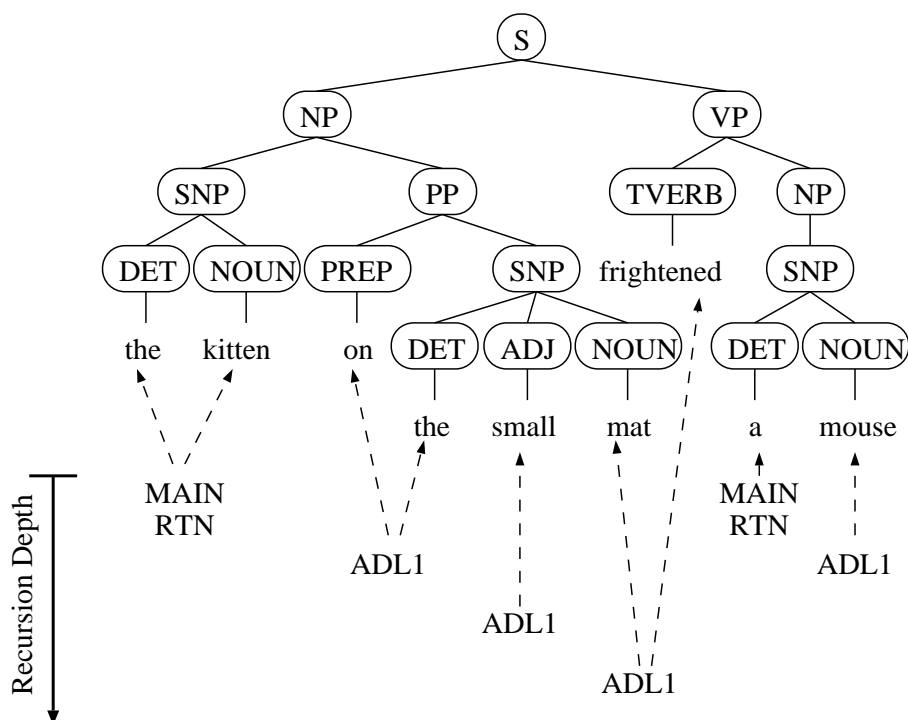 S
NP VP
SNP PP TVERB NP
DET NOUN PREP SNP frightened SNP
the kitten on DET ADJ NOUN DET NOUN
the small mat a mouse
MAIN
RTN
MAIN
RTN
ADL1 ADL1
ADL1
ADL1
Recursion Depth